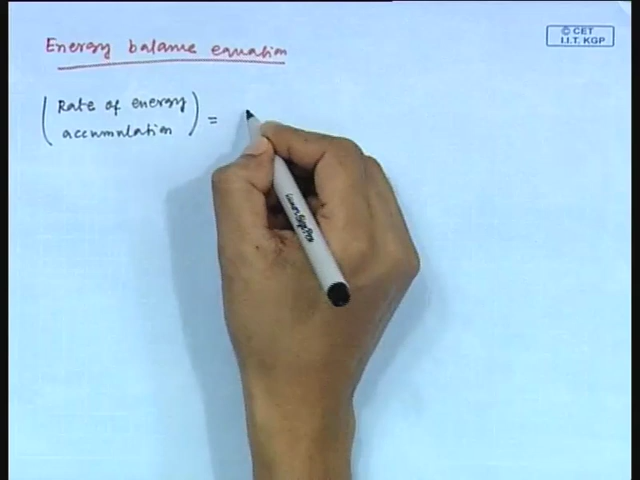 Energy balance equation
© CET
I.I.T. KGP
( Rate of energy
accumulation ) =